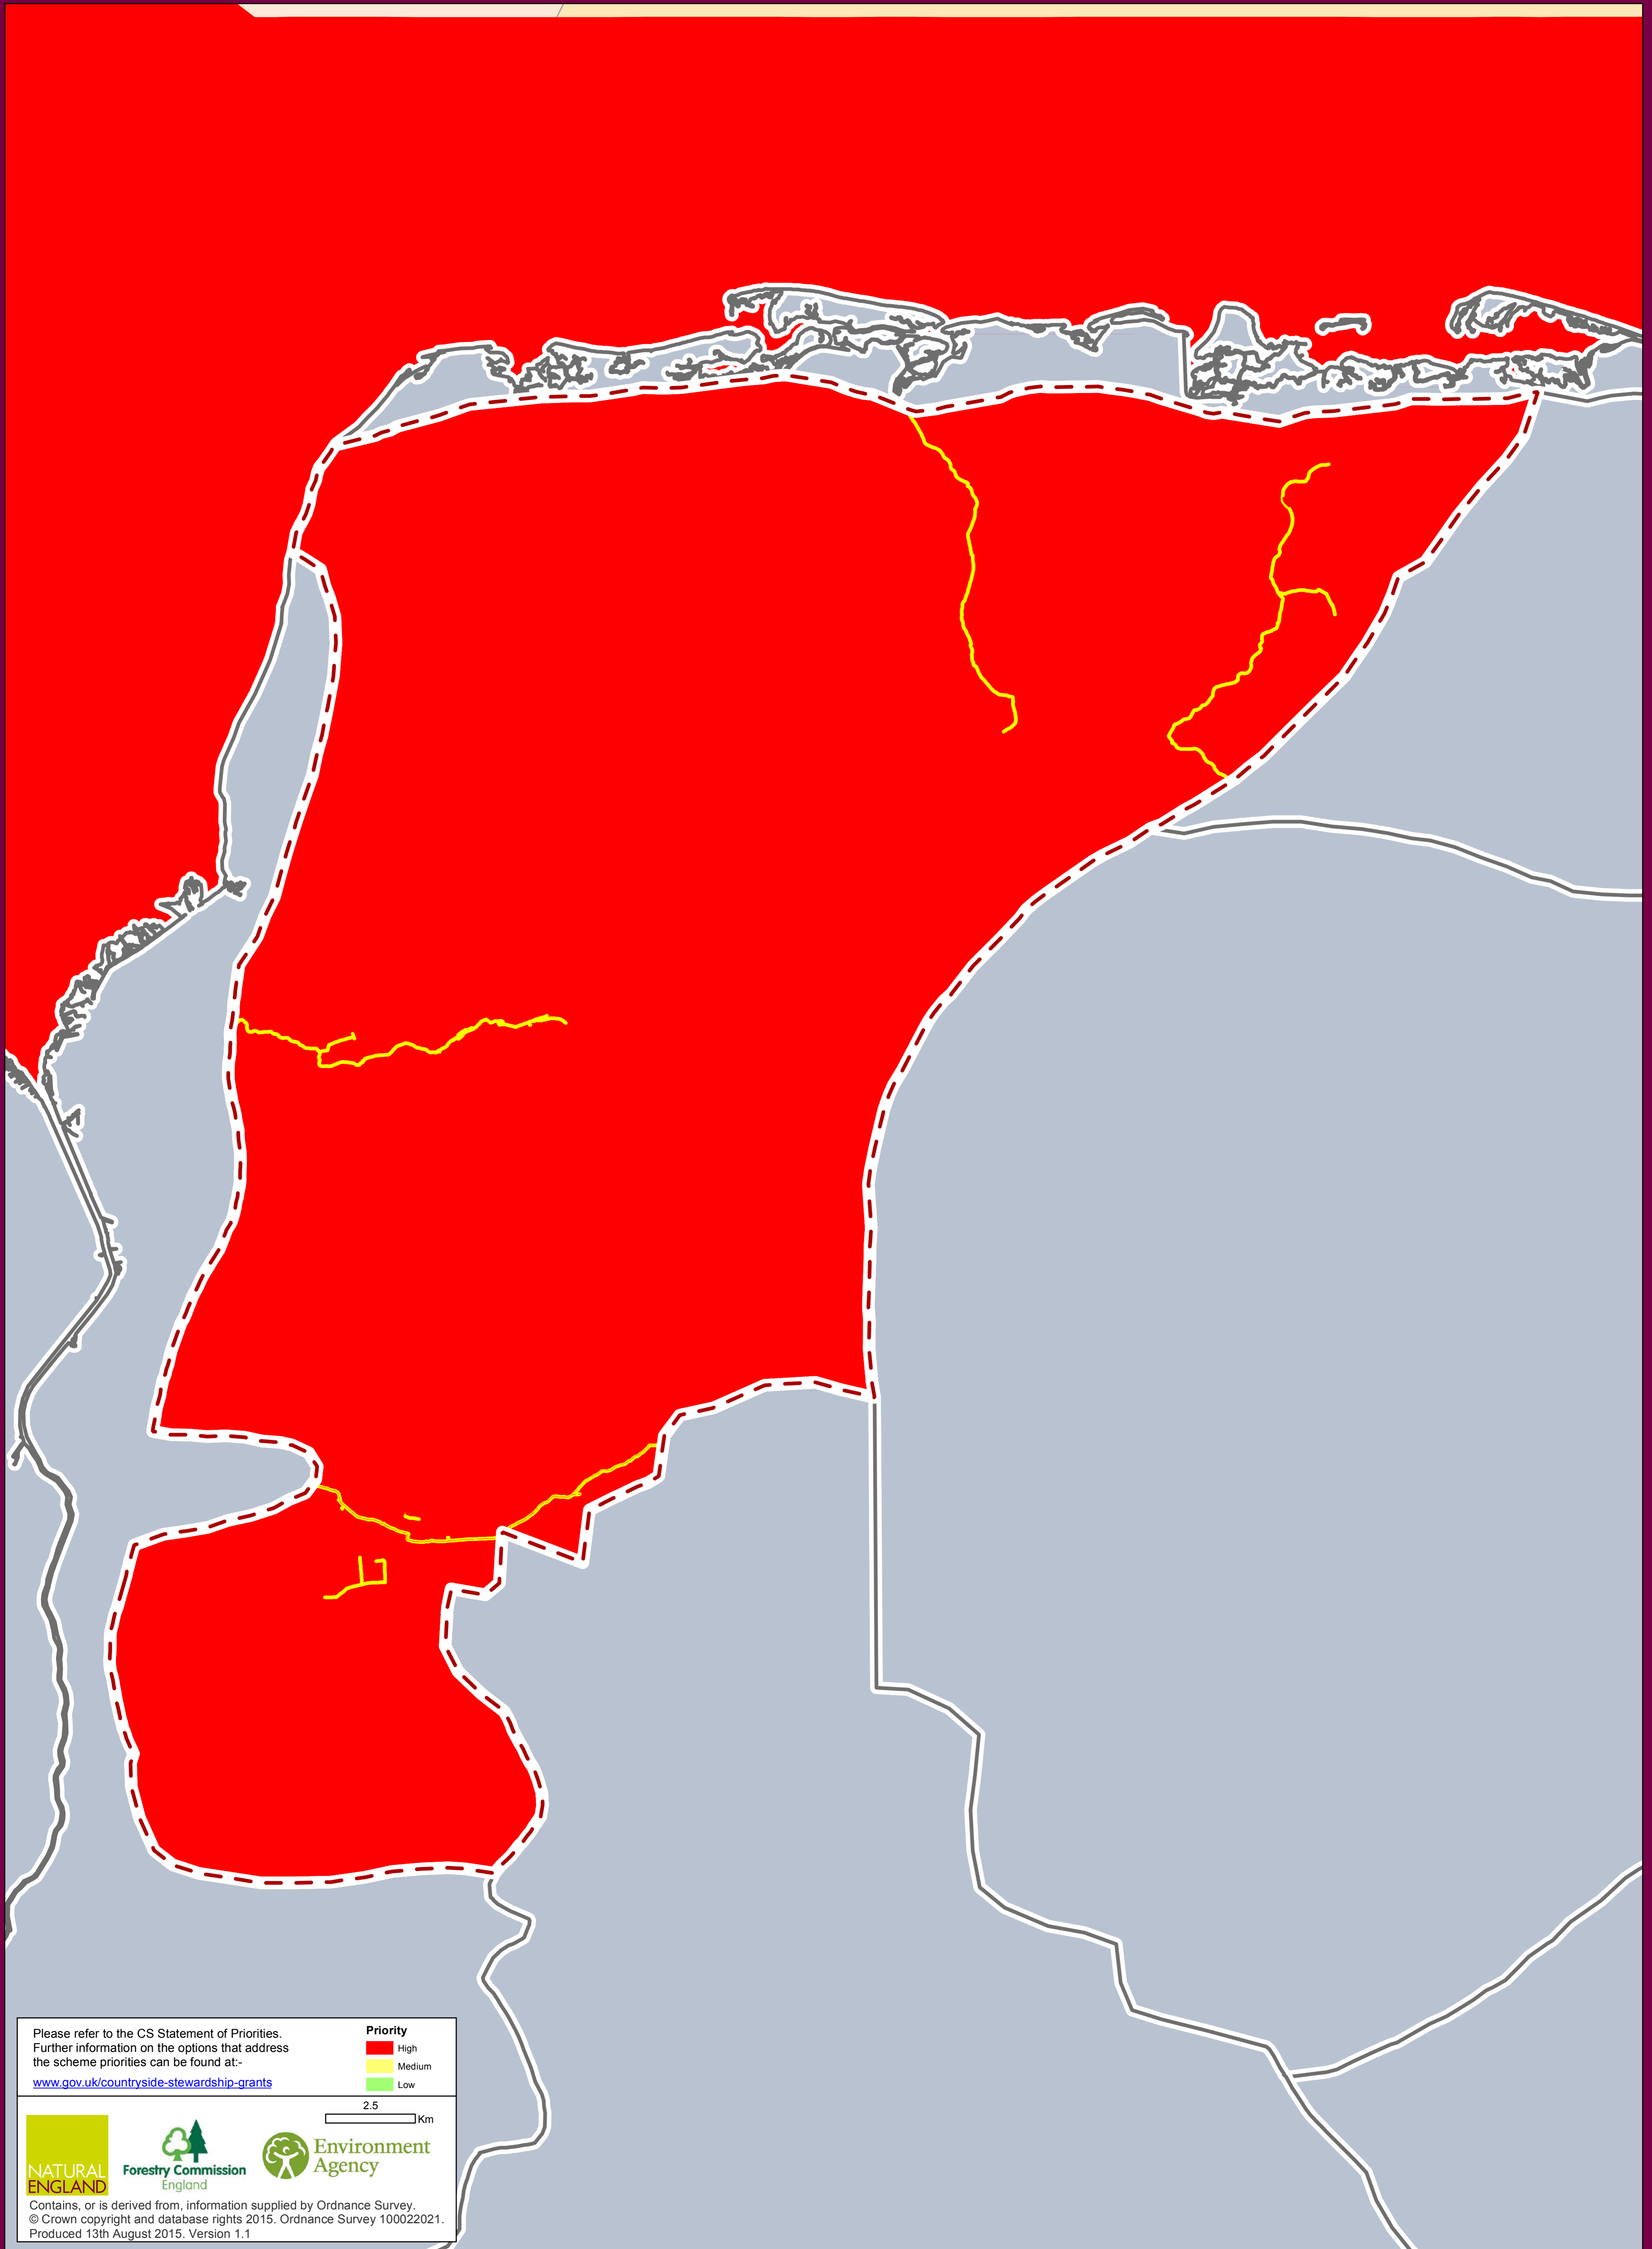 Please refer to the CS Statement of Priorities.
Further information on the options that address
the scheme priorities can be found at:-
www.gov.uk/countryside-stewardship-grants
Priority
High
Medium
Low
2.5
Km
NATURAL
ENGLAND
Forestry Commission
England
Environment
Agency
Contains, or is derived from, information supplied by Ordnance Survey.
© Crown copyright and database rights 2015. Ordnance Survey 100022021.
Produced 13th August 2015. Version 1.1